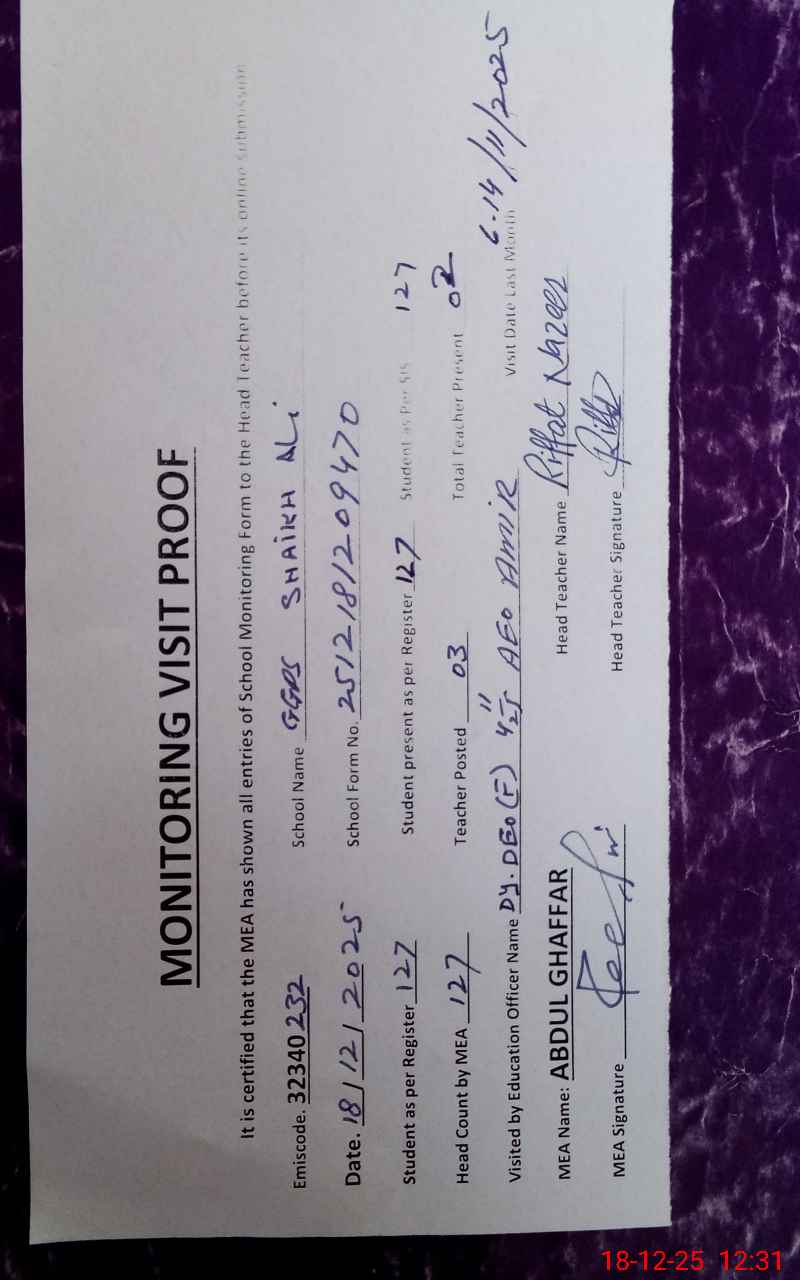 MONITORING VISIT PROOF
It is certified that the MEA has shown all entries of School Monitoring Form to the Head Teacher before its online Submission
Emiscode. 32340232 School Name GGPS SHAIKH ALi
Date. 18/12/2025 School Form No. 251218/209470
Student as per Register 127 Student present as per Register 127 Student as Per SIS 127
Head Count by MEA 127 Teacher Posted 03 Total Teacher Present 02
Visited by Education Officer Name Dy. DEO (F) AEO AMIR Visit Date Last Month 6-14/11/2025
MEA Name: ABDUL GHAFFAR Head Teacher Name Riffat Nazeer
MEA Signature Head Teacher Signature
18-12-25 12:31